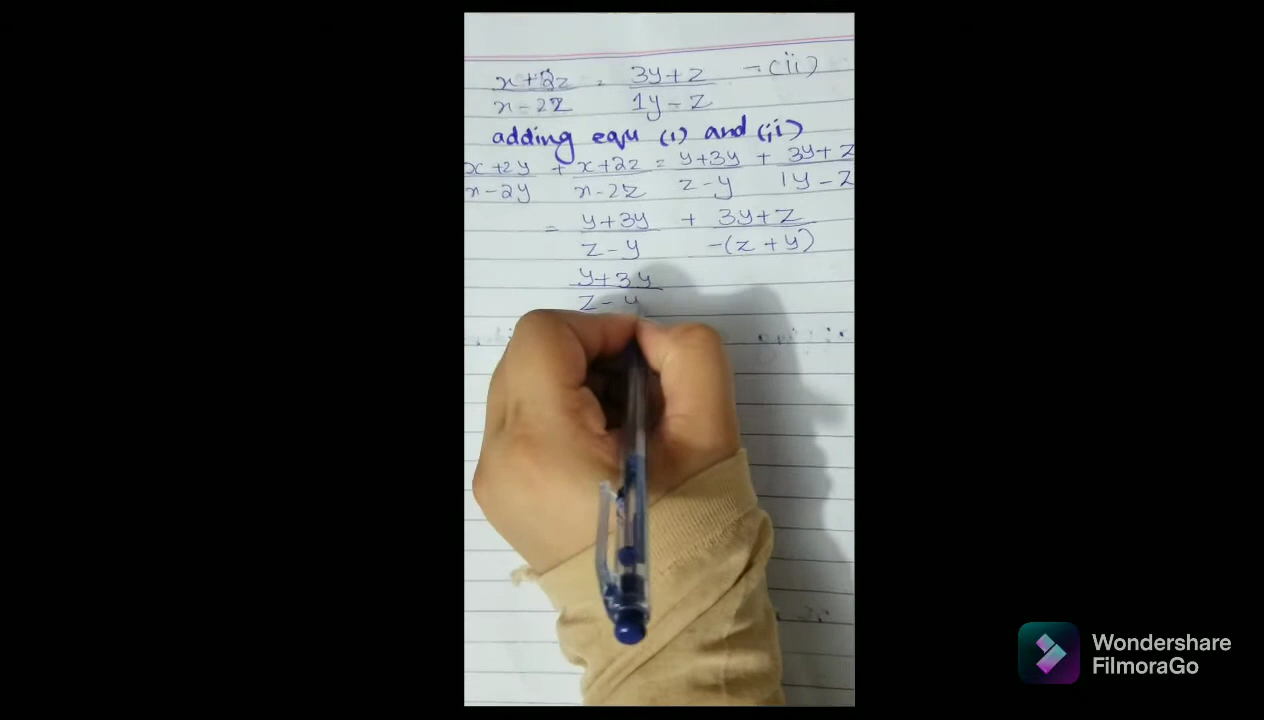 x+2z/x-2z = 3y+z/1y-z -(ii)
adding equ (i) and (ii)
x+2y/x-2y + x+2z/x-2z = y+3y/z-y + 3y+z/1y-z
= y+3y/z-y + 3y+z/-(z+y)
y+3y/z-y
Wondershare
FilmoraGo